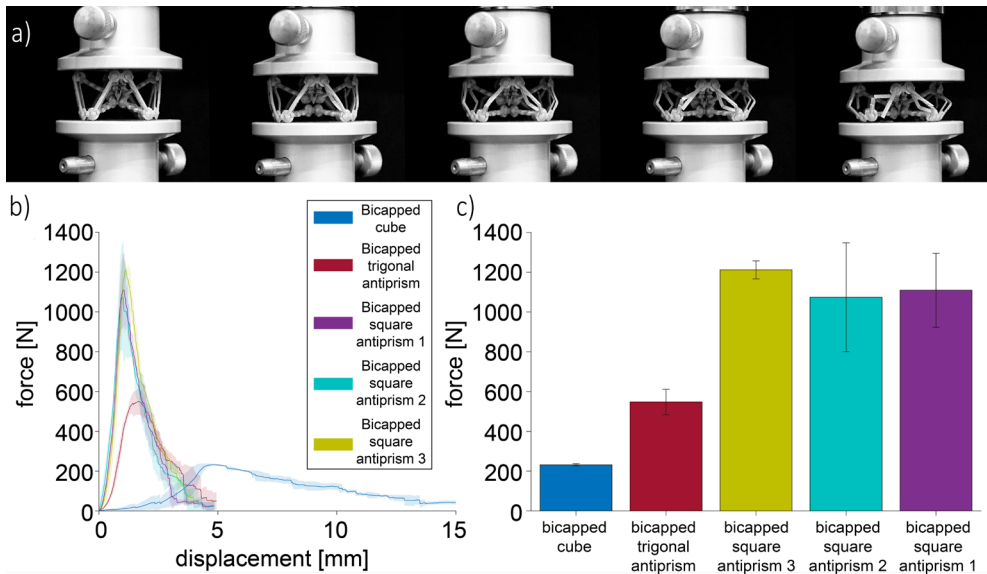 a)
b)
1400
1200
1000
800
600
400
200
0
force [N]
0
5
10
15
displacement [mm]
Bicapped
cube
Bicapped
trigonal
antiprism
Bicapped
square
antiprism 1
Bicapped
square
antiprism 2
Bicapped
square
antiprism 3
c)
1400
1200
1000
800
600
400
200
0
force [N]
bicapped
cube
bicapped
trigonal
antiprism
bicapped
square
antiprism 3
bicapped
square
antiprism 2
bicapped
square
antiprism 1